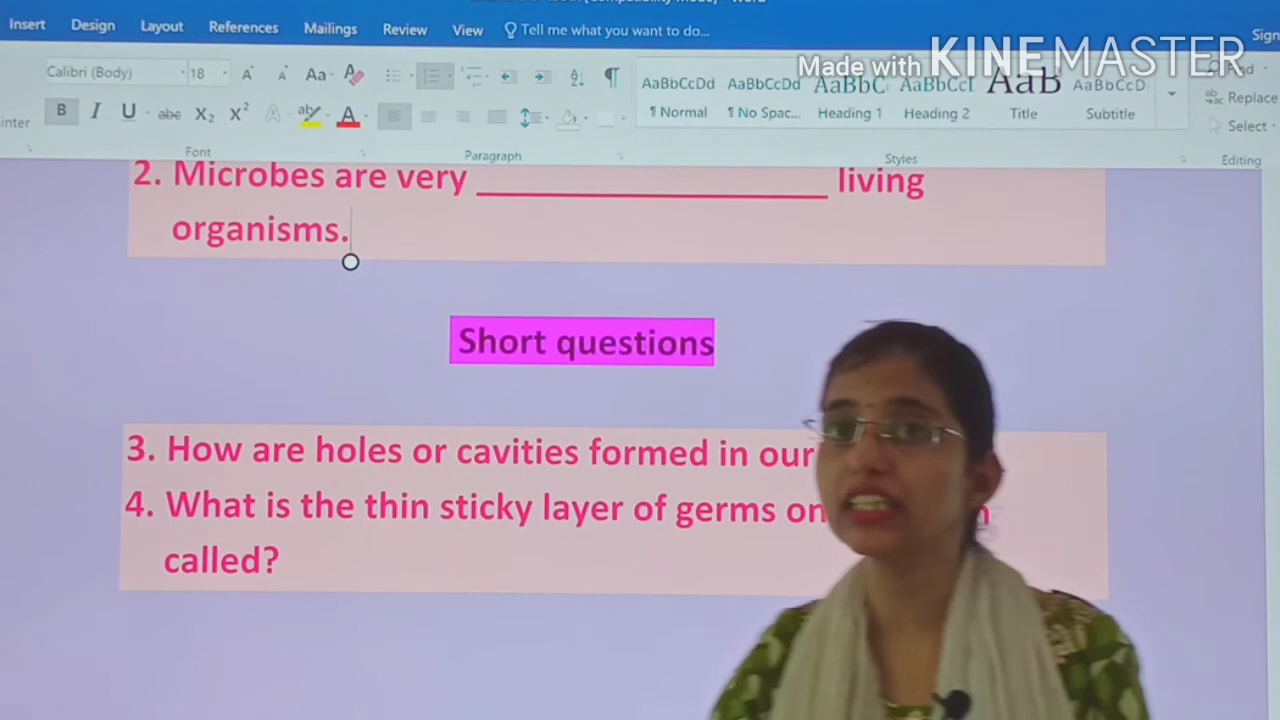 Insert Design Layout References Mailings Review View Tell me what you want to do... Sign
Made with KINEMASTER
Calibri (Body) 18 Aa AaBbCcDd AaBbCcDd AaBbC AaBbCcI AaB AaBbCcD
B I U abc X2 X2 A aby A ¶ Normal ¶ No Spac... Heading 1 Heading 2 Title Subtitle Replace
Select
Font Paragraph Styles Editing
2. Microbes are very ____________ living
organisms.
Short questions
3. How are holes or cavities formed in our
4. What is the thin sticky layer of germs on
called?